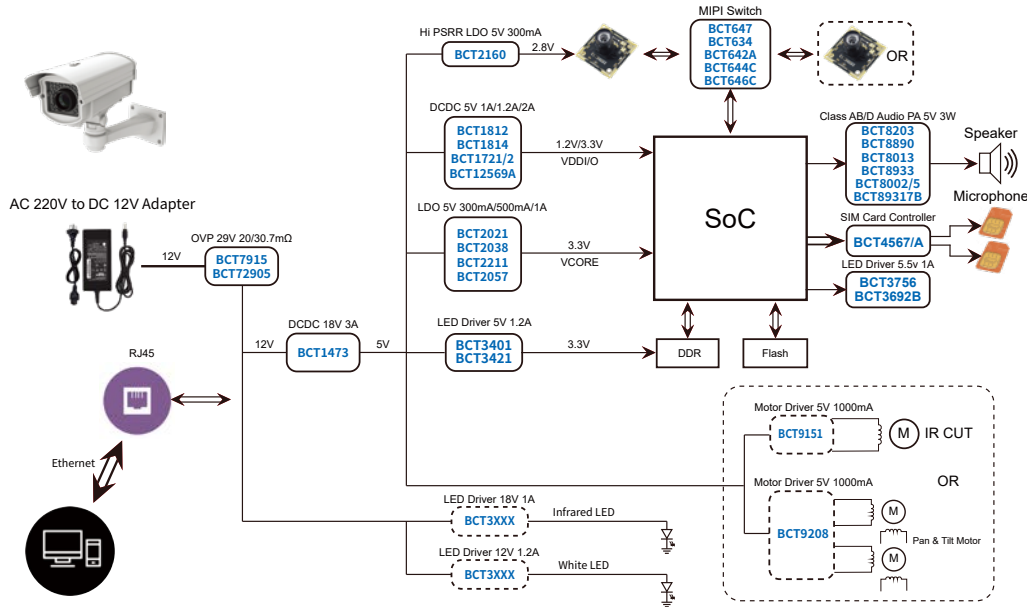 MIPI Switch
BCT647
BCT634
BCT642A
BCT644C
BCT646C
OR
Hi PSRR LDO 5V 300mA
BCT2160
2.8V
DCDC 5V 1A/1.2A/2A
BCT1812
BCT1814
BCT1721/2
BCT12569A
1.2V/3.3V
VDDI/O
LDO 5V 300mA/500mA/1A
BCT2021
BCT2038
BCT2211
BCT2057
3.3V
VCORE
SoC
Class AB/D Audio PA 5V 3W
BCT8203
BCT8890
BCT8013
BCT8933
BCT8002/5
BCT89317B
Speaker
Microphone
SIM Card Controller
BCT4567/A
LED Driver 5.5v 1A
BCT3756
BCT3692B
AC 220V to DC 12V Adapter
12V
OVP 29V 20/30.7mΩ
BCT7915
BCT72905
12V
DCDC 18V 3A
BCT1473
5V
LED Driver 5V 1.2A
BCT3401
BCT3421
3.3V
DDR
Flash
RJ45
Ethernet
Motor Driver 5V 1000mA
BCT9151
M
IR CUT
OR
Motor Driver 5V 1000mA
BCT9208
M
Pan & Tilt Motor
M
LED Driver 18V 1A
BCT3XXX
Infrared LED
LED Driver 12V 1.2A
BCT3XXX
White LED